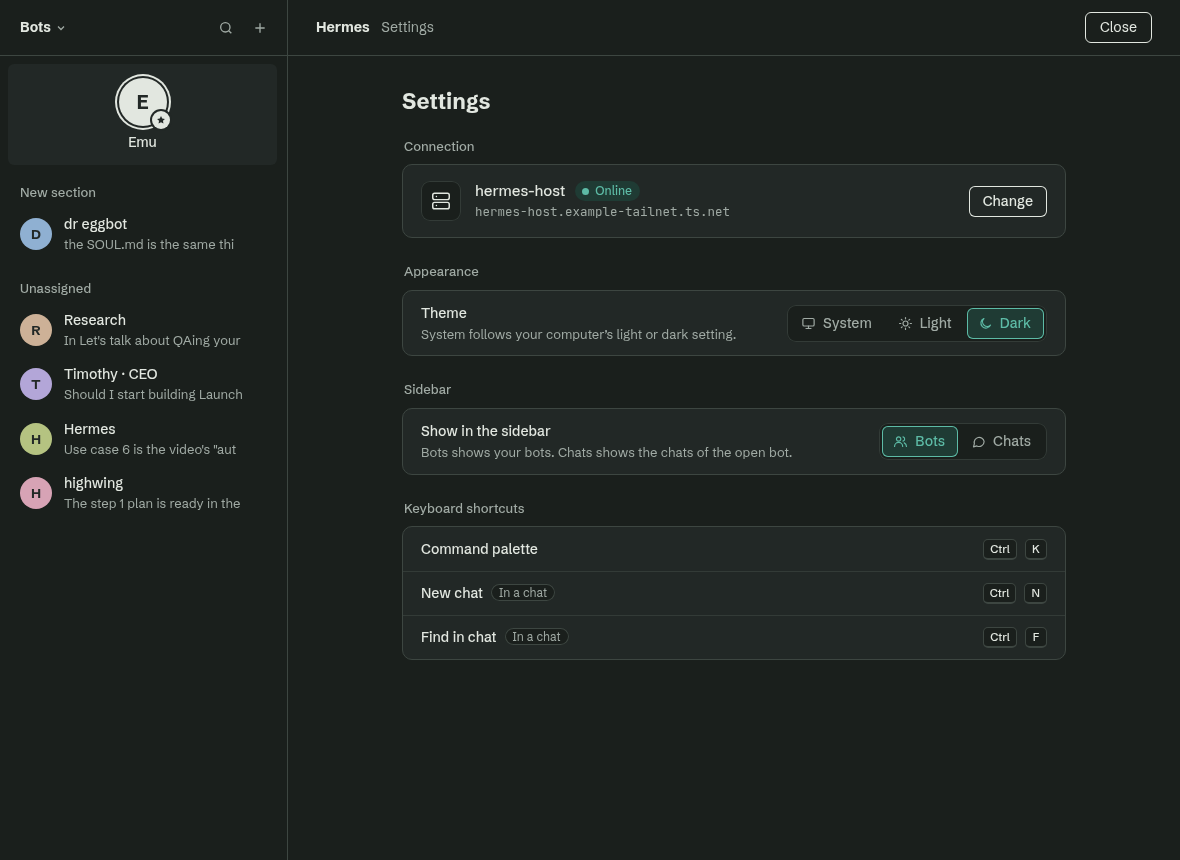 Bots
Hermes Settings
Close
E
Emu
New section
D
dr eggbot
the SOUL.md is the same thi
Unassigned
R
Research
In Let's talk about QAing your
T
Timothy · CEO
Should I start building Launch
H
Hermes
Use case 6 is the video's "aut
H
highwing
The step 1 plan is ready in the
Settings
Connection
hermes-host Online
hermes-host.example-tailnet.ts.net
Change
Appearance
Theme
System follows your computer's light or dark setting.
System Light Dark
Sidebar
Show in the sidebar
Bots shows your bots. Chats shows the chats of the open bot.
Bots Chats
Keyboard shortcuts
Command palette Ctrl K
New chat In a chat Ctrl N
Find in chat In a chat Ctrl F